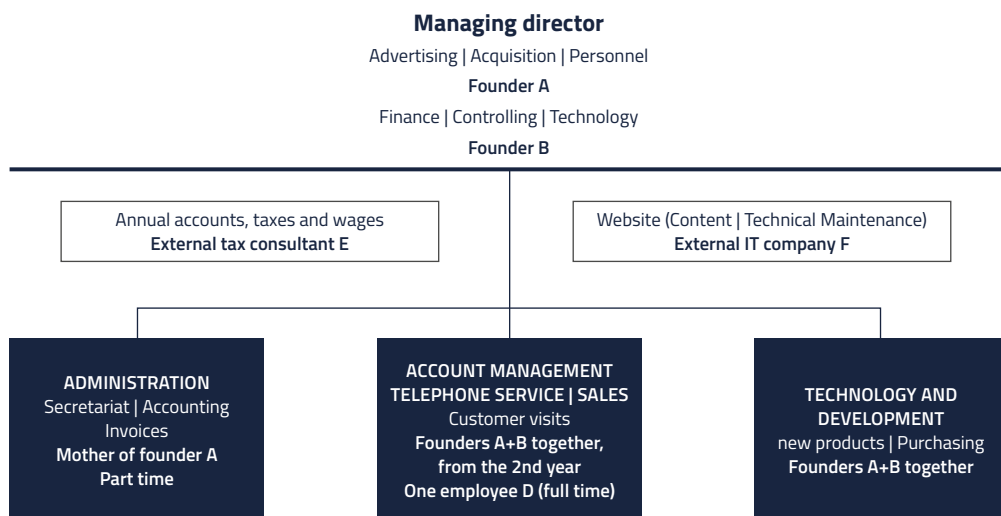 Managing director
Advertising | Acquisition | Personnel
Founder A
Finance | Controlling | Technology
Founder B
Annual accounts, taxes and wages
External tax consultant E
Website (Content | Technical Maintenance)
External IT company F
ADMINISTRATION
Secretariat | Accounting
Invoices
Mother of founder A
Part time
ACCOUNT MANAGEMENT
TELEPHONE SERVICE | SALES
Customer visits
Founders A+B together,
from the 2nd year
One employee D (full time)
TECHNOLOGY AND
DEVELOPMENT
new products | Purchasing
Founders A+B together